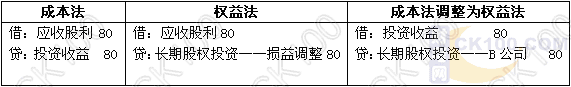 成本法 权益法 成本法调整为权益法
借：应收股利 80 借：应收股利80 借：投资收益 80
贷：投资收益 80 贷：长期股权投资——损益调整 80 贷：长期股权投资——B 公司 80